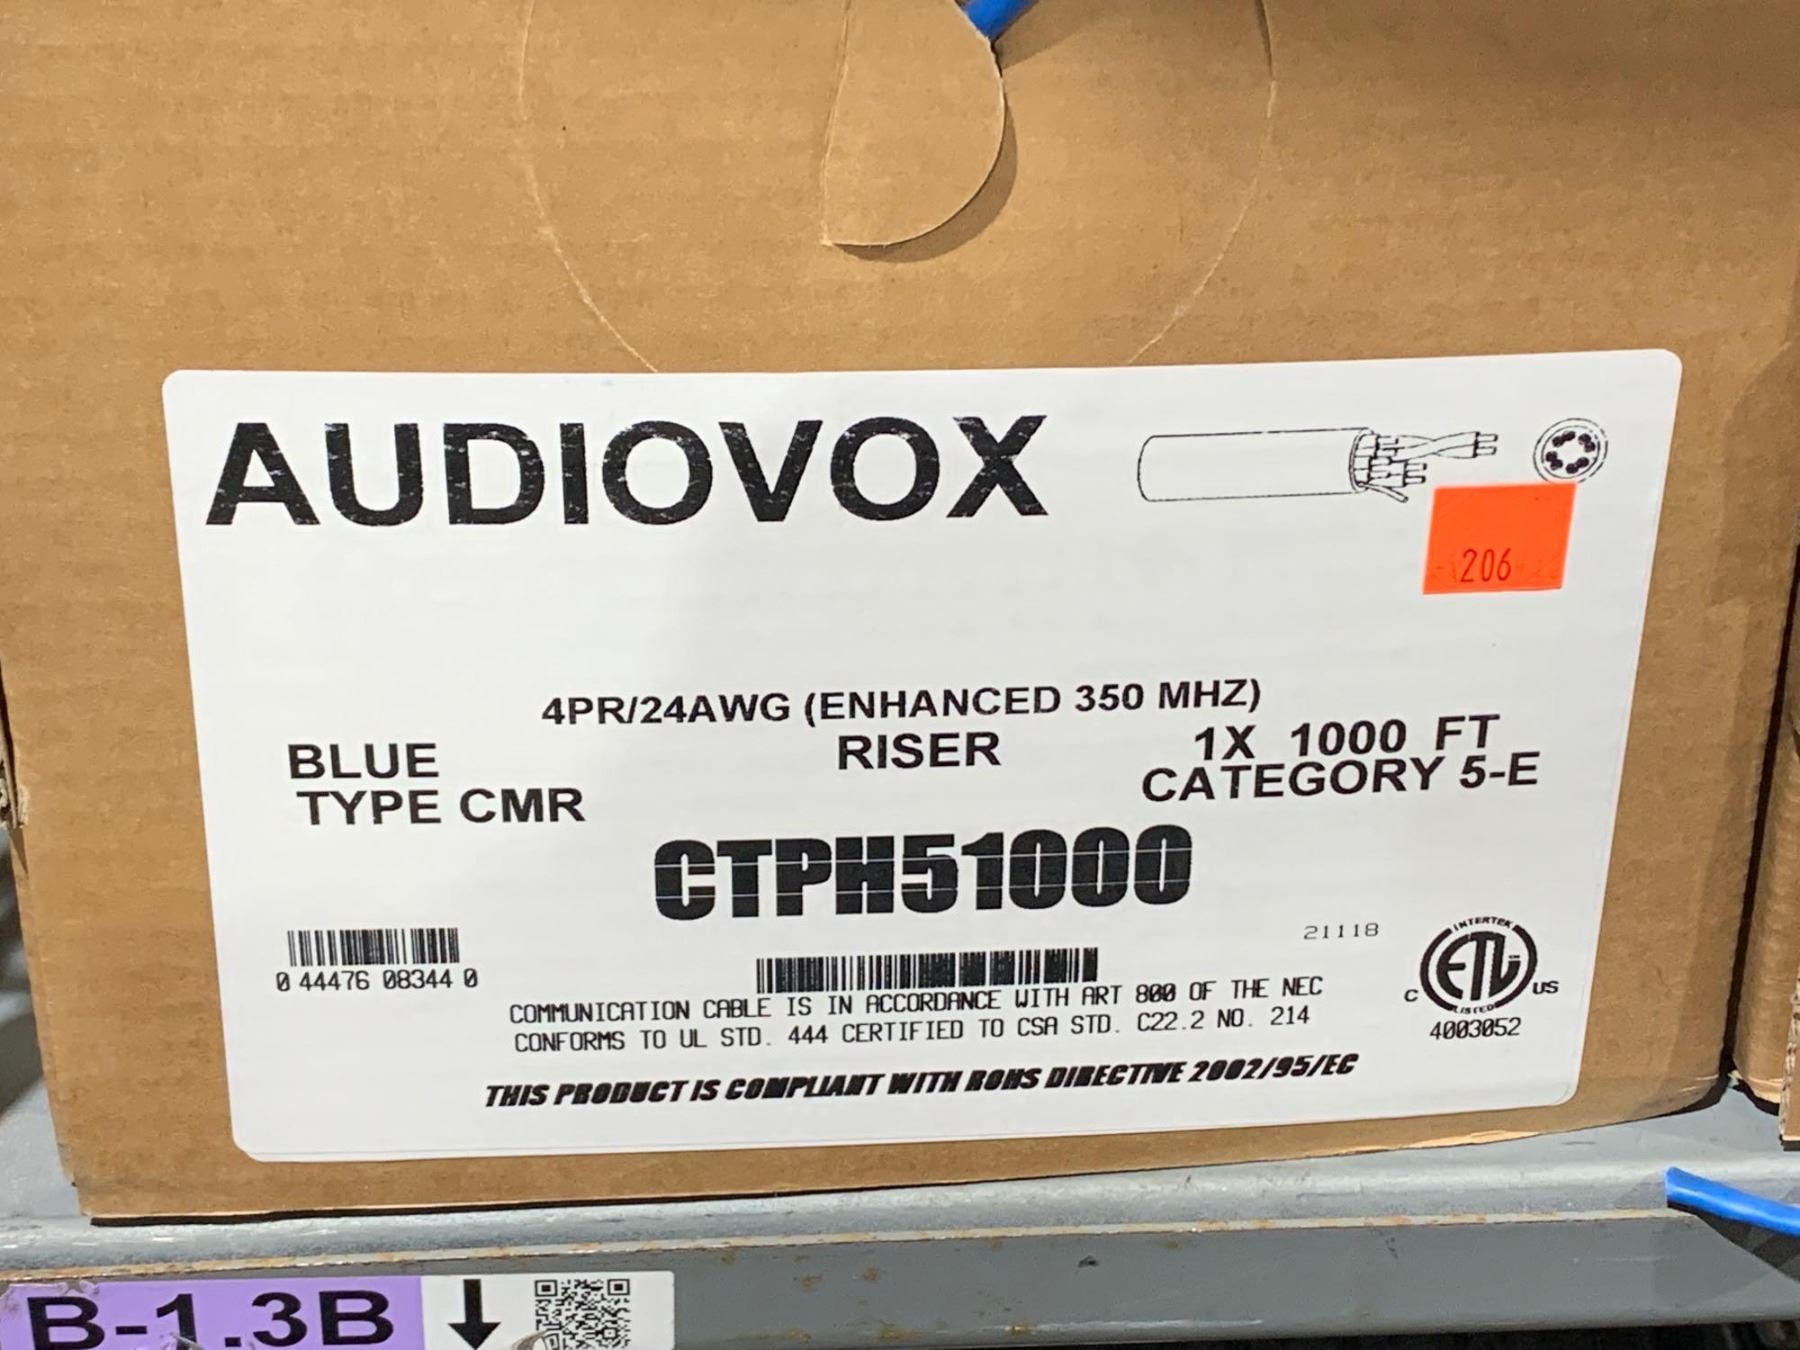 AUDIOVOX
206
4PR/24AWG (ENHANCED 350 MHZ)
BLUE RISER 1X 1000 FT
TYPE CMR CATEGORY 5-E
CTPH51000
21118
0 44476 08344 0
COMMUNICATION CABLE IS IN ACCORDANCE WITH ART 800 OF THE NEC
CONFORMS TO UL STD. 444 CERTIFIED TO CSA STD. C22.2 NO. 214
INTERTEK
ETL
LISTED
C US
4003052
THIS PRODUCT IS COMPLIANT WITH ROHS DIRECTIVE 2002/95/EC
B-1.3B